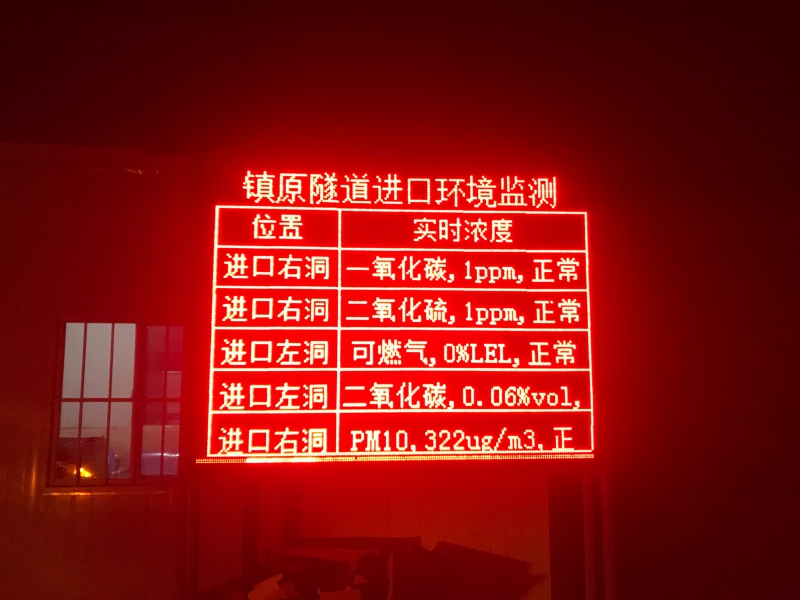 镇原隧道进口环境监测
位置 实时浓度
进口右洞 一氧化碳,1ppm,正常
进口右洞 二氧化硫,1ppm,正常
进口左洞 可燃气,0%LEL,正常
进口左洞 二氧化碳,0.06%vol,
进口右洞 PM10,322ug/m3,正